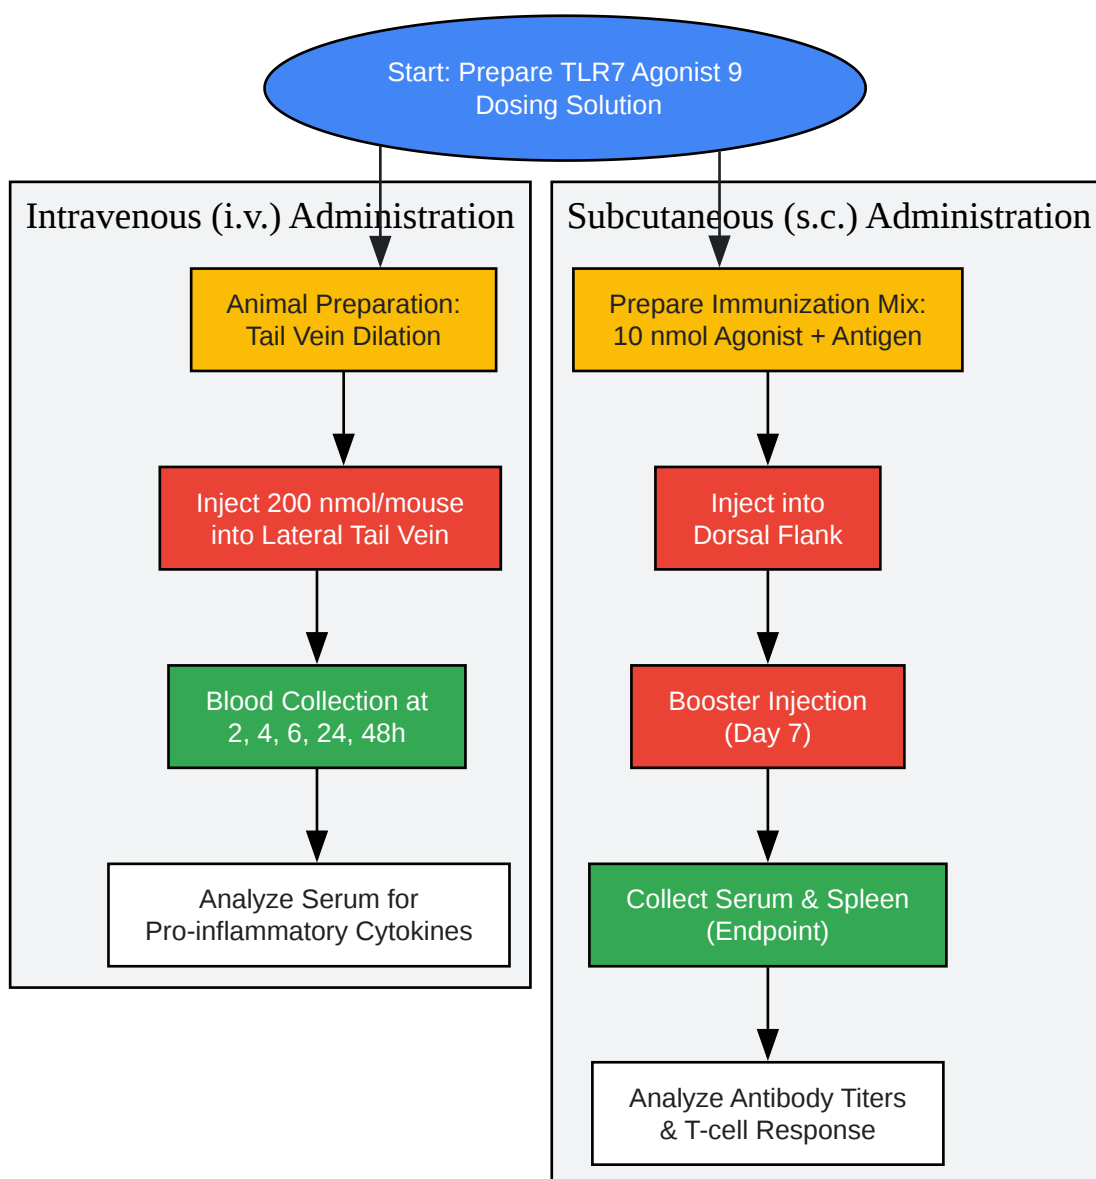 Start: Prepare TLR7 Agonist 9
Dosing Solution
Intravenous (i.v.) Administration
Animal Preparation:
Tail Vein Dilation
Inject 200 nmol/mouse
into Lateral Tail Vein
Blood Collection at
2, 4, 6, 24, 48h
Analyze Serum for
Pro-inflammatory Cytokines
Subcutaneous (s.c.) Administration
Prepare Immunization Mix:
10 nmol Agonist + Antigen
Inject into
Dorsal Flank
Booster Injection
(Day 7)
Collect Serum & Spleen
(Endpoint)
Analyze Antibody Titers
& T-cell Response